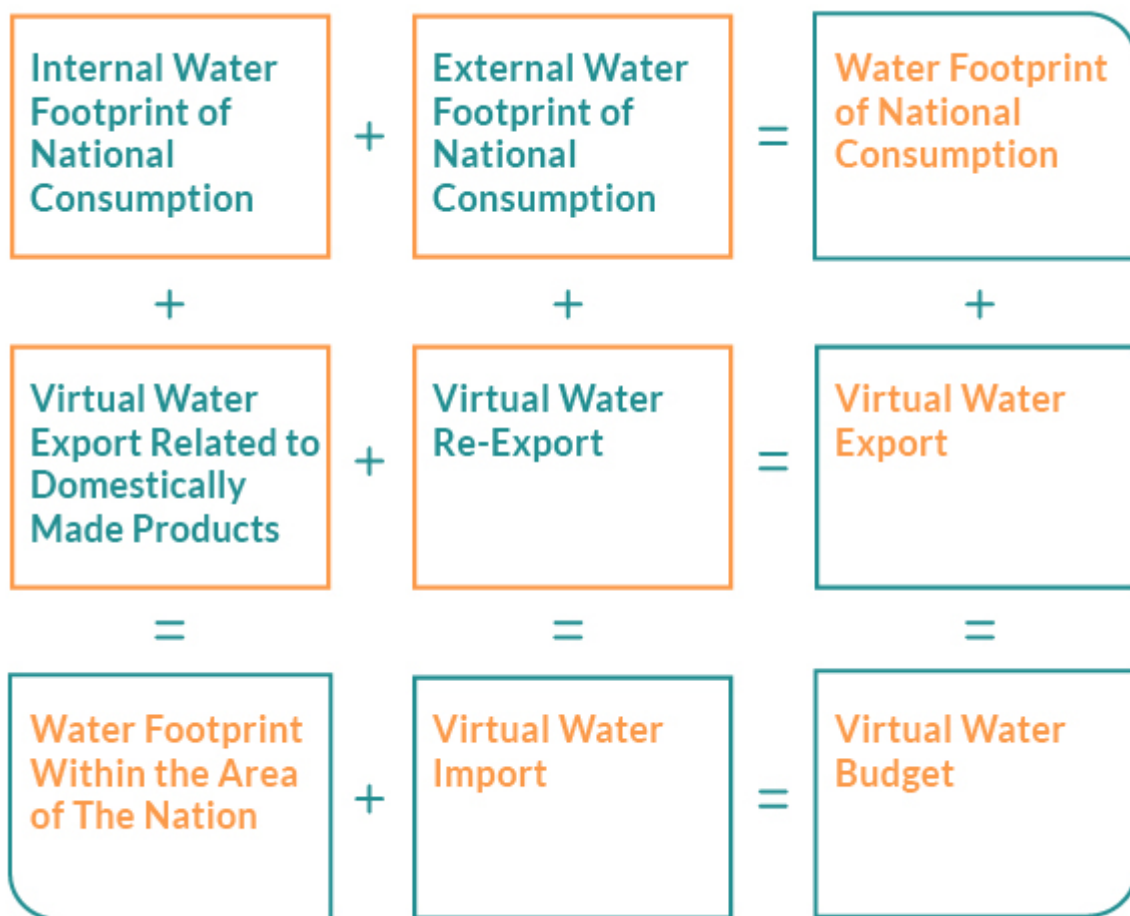 Internal Water
Footprint of
National
Consumption
+
External Water
Footprint of
National
Consumption
=
Water Footprint
of National
Consumption
+
+
+
Virtual Water
Export Related to
Domestically
Made Products
+
Virtual Water
Re-Export
=
Virtual Water
Export
=
=
=
Water Footprint
Within the Area
of The Nation
+
Virtual Water
Import
=
Virtual Water
Budget